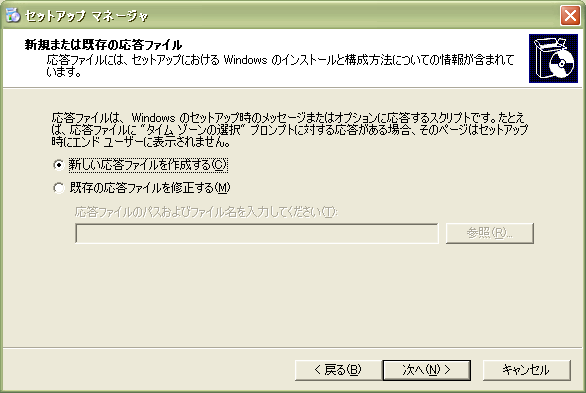 セットアップ マネージャ
新規または既存の応答ファイル
応答ファイルには、セットアップにおける Windows のインストールと構成方法についての情報が含まれて
います。
応答ファイルは、Windows のセットアップ時のメッセージまたはオプションに応答するスクリプトです。たとえ
ば、応答ファイルに "タイム ゾーンの選択" プロンプトに対する応答がある場合、そのページはセットアップ
時にエンド ユーザーに表示されません。
新しい応答ファイルを作成する(C)
既存の応答ファイルを修正する(M)
応答ファイルのパスおよびファイル名を入力してください(T):
参照(R)...
< 戻る(B)
次へ(N) >
キャンセル